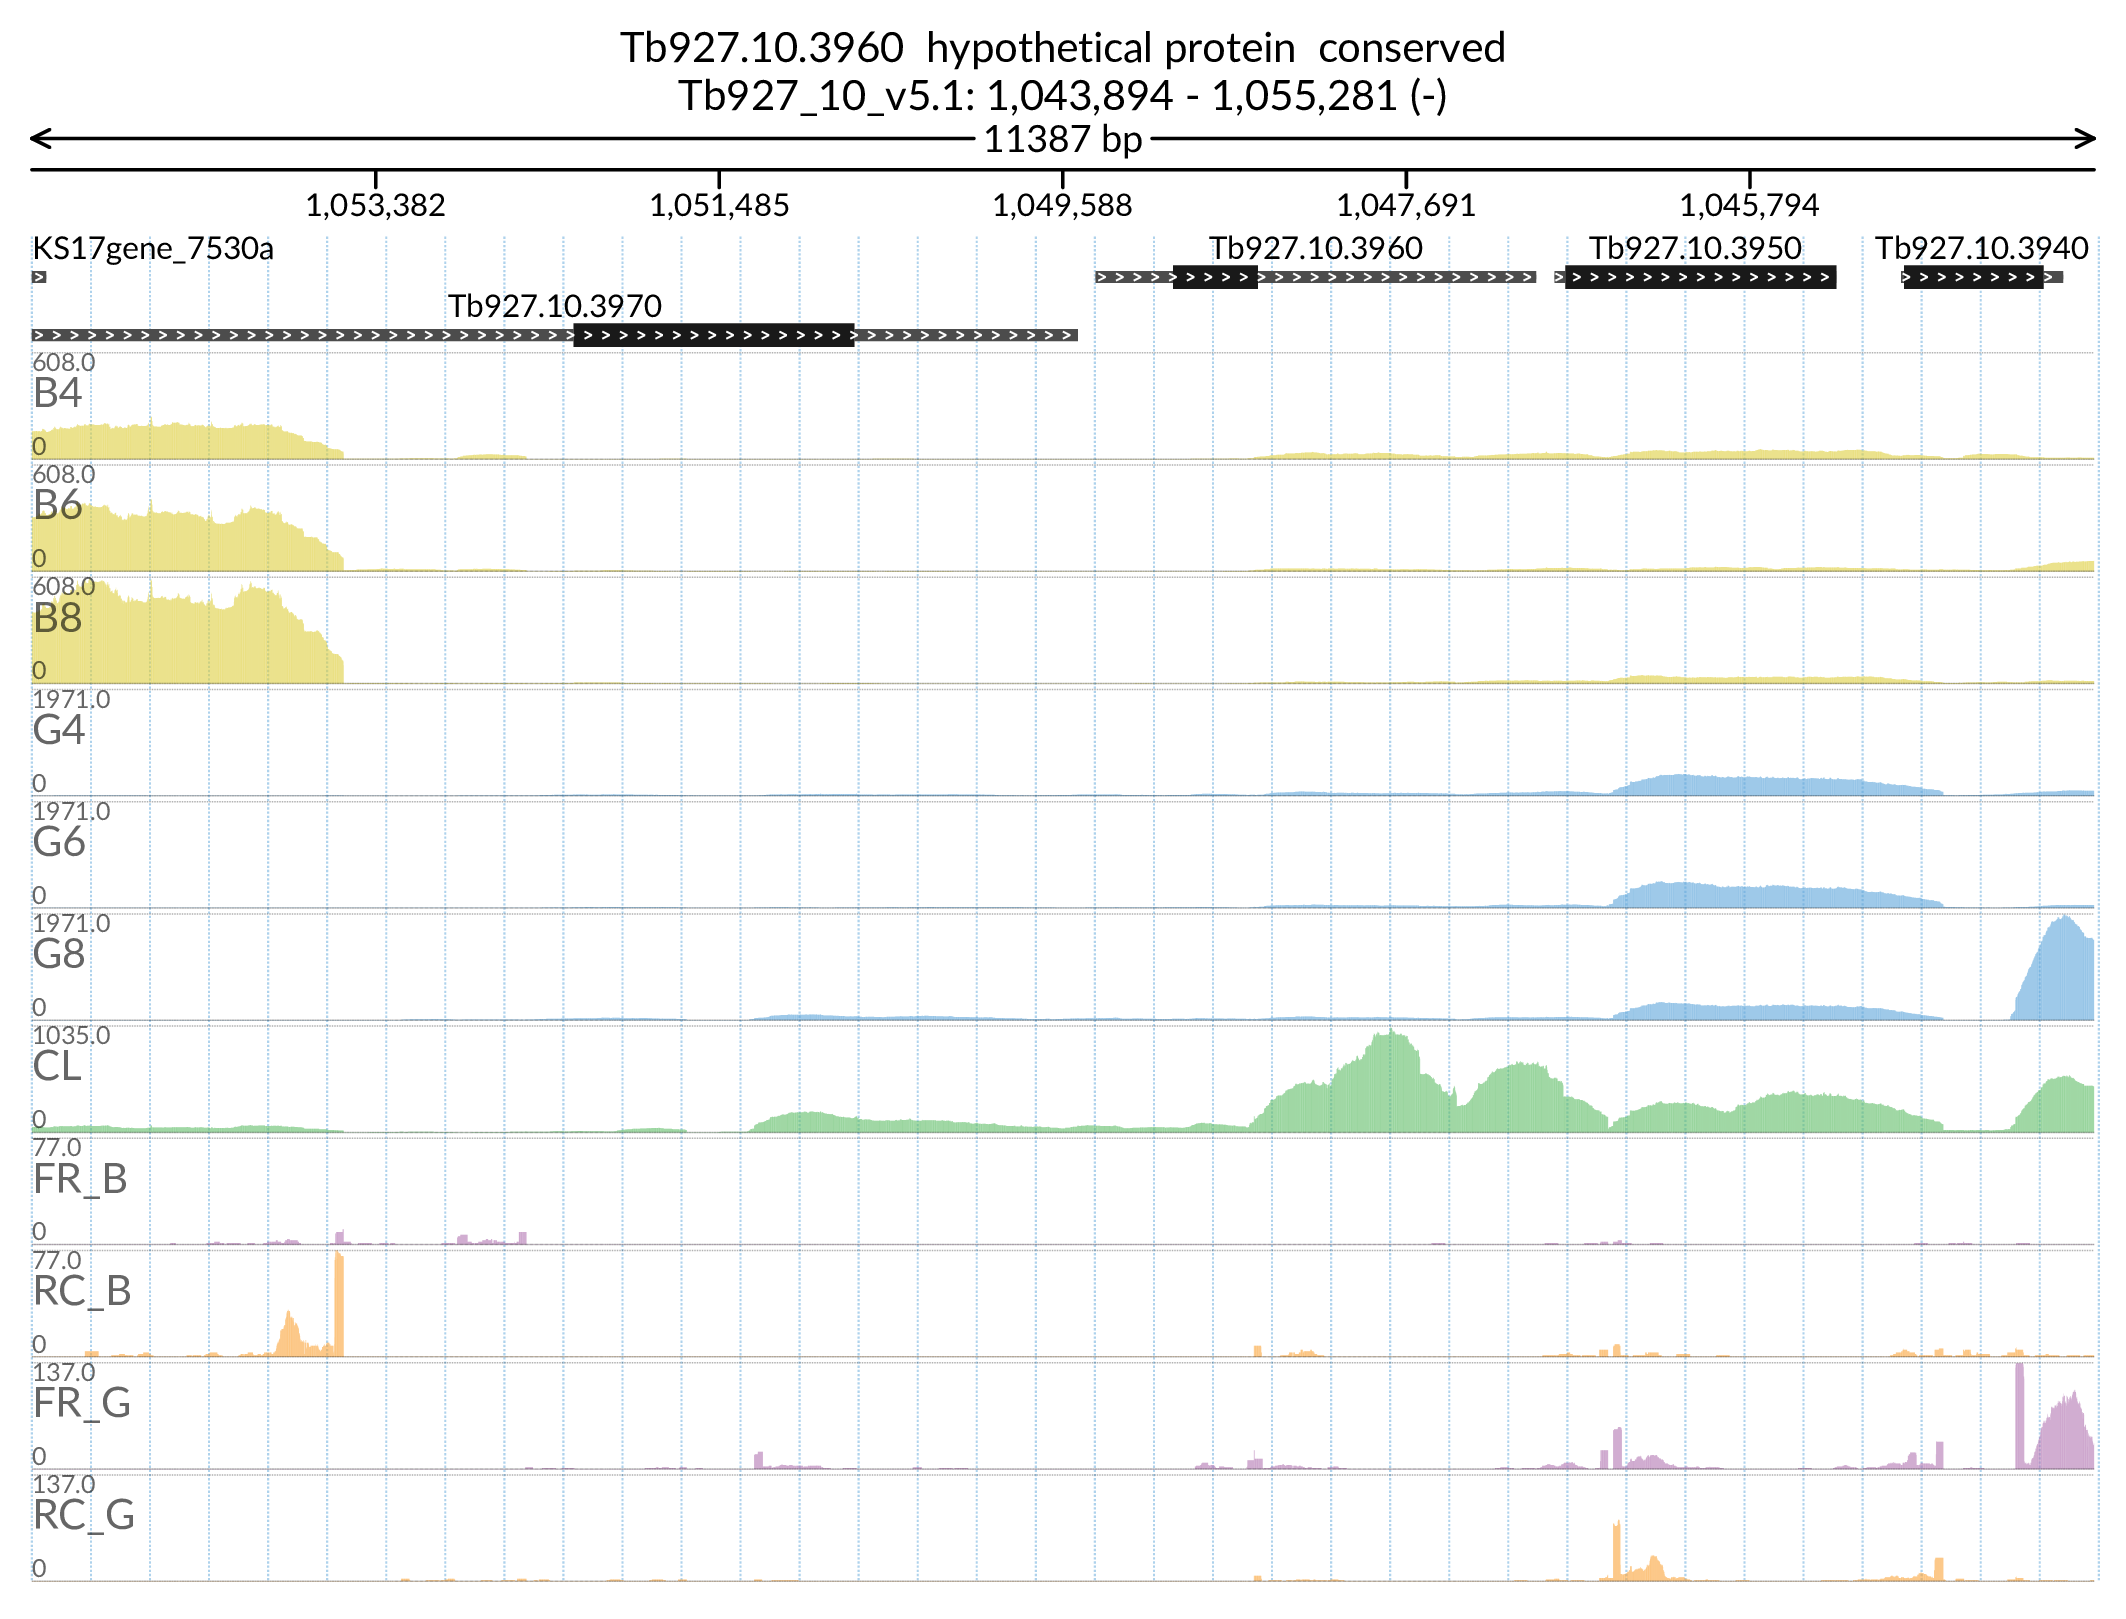 Tb927.10.3960  hypothetical protein  conserved
Tb927_10_v5.1: 1,043,894 - 1,055,281 (-)
11387 bp
1,053,382 1,051,485 1,049,588 1,047,691 1,045,794
KS17gene_7530a Tb927.10.3960 Tb927.10.3950 Tb927.10.3940
Tb927.10.3970
608.0
B4
0
608.0
B6
0
608.0
B8
0
1971.0
G4
0
1971.0
G6
0
1971.0
G8
0
1035.0
CL
0
77.0
FR_B
0
77.0
RC_B
0
137.0
FR_G
0
137.0
RC_G
0